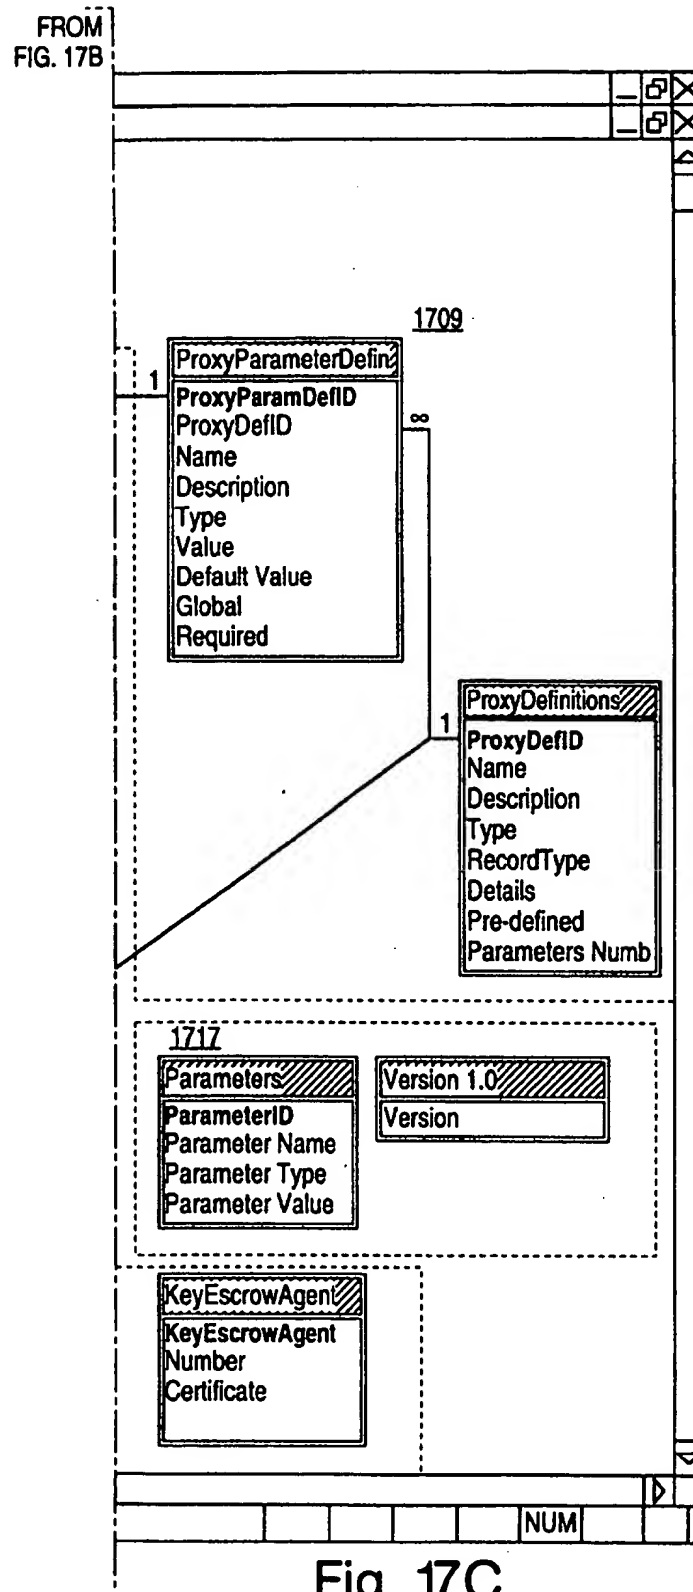 FROM
FIG. 17B
1709
ProxyParameterDefin
1
ProxyParamDefID
∞
ProxyDefID
Name
Description
Type
Value
Default Value
Global
Required
ProxyDefinitions
1
ProxyDefID
Name
Description
Type
RecordType
Details
Pre-defined
Parameters Numb
1717
Parameters
ParameterID
Parameter Name
Parameter Type
Parameter Value
Version 1.0
Version
KeyEscrowAgent
KeyEscrowAgent
Number
Certificate
NUM
Fig. 17C